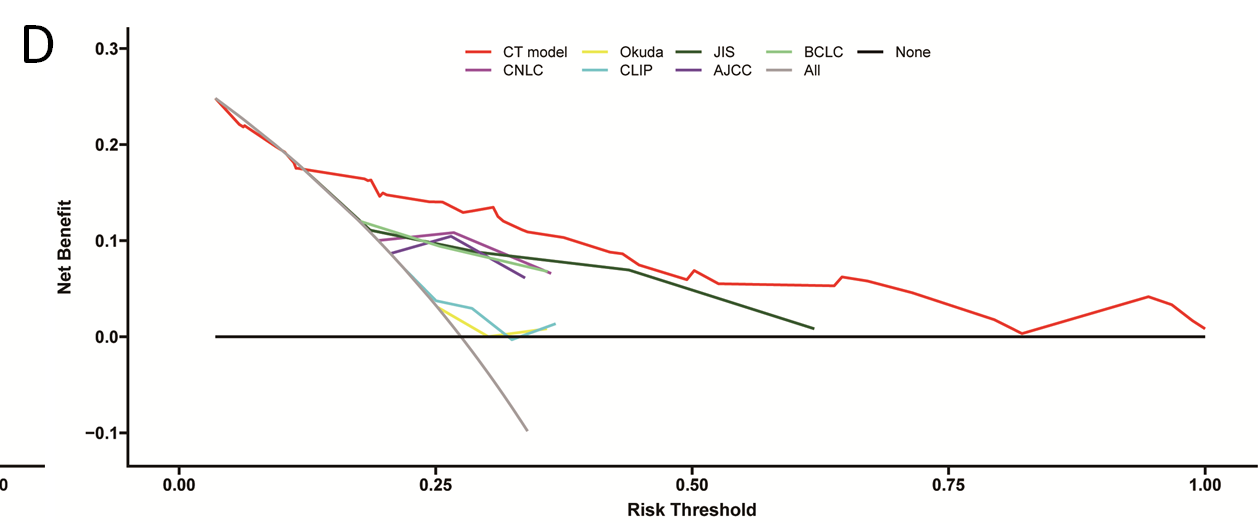 D
CT model Okuda JIS BCLC None
CNLC CLIP AJCC All
0.3
0.2
0.1
0.0
−0.1
Net Benefit
0 0.00 0.25 0.50 0.75 1.00
Risk Threshold